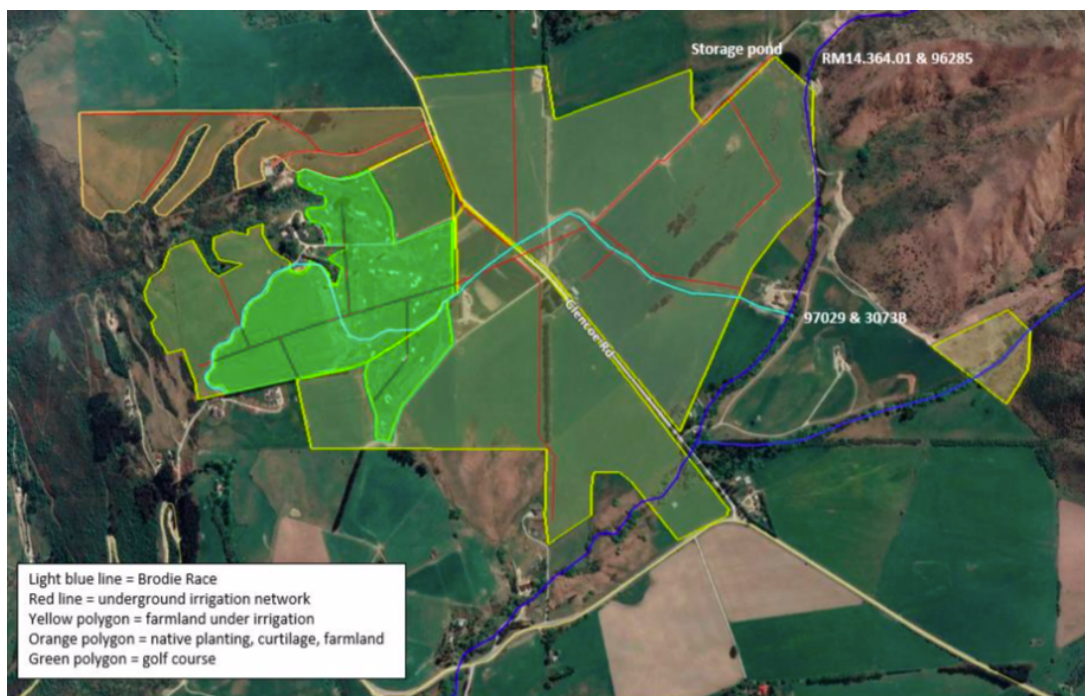 Storage pond
RM14.364.01 & 96285
97029 & 3073B
Glencoe Rd
Light blue line = Brodie Race
Red line = underground irrigation network
Yellow polygon = farmland under irrigation
Orange polygon = native planting, curtilage, farmland
Green polygon = golf course